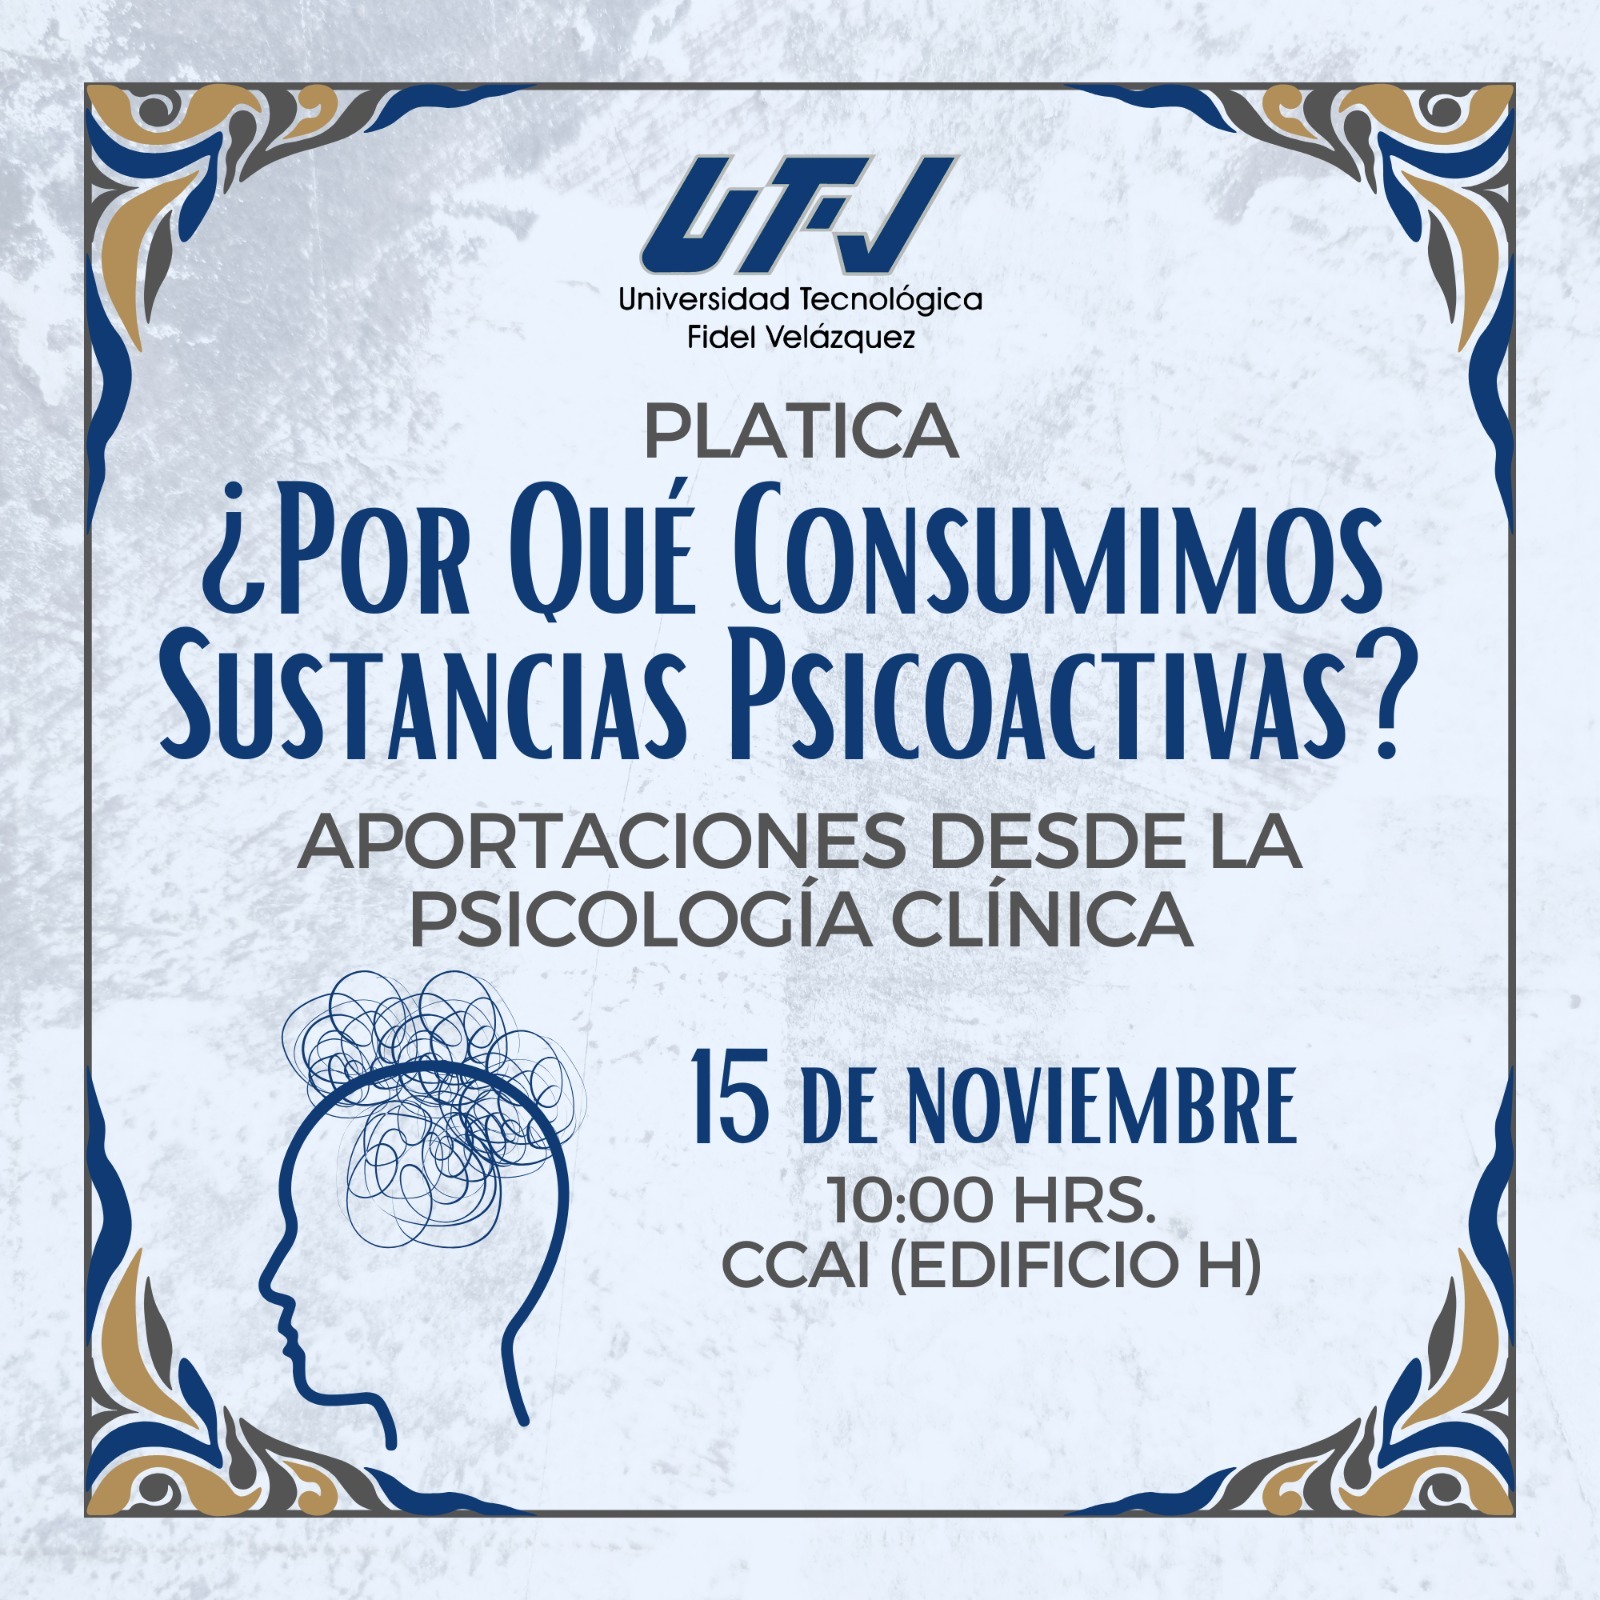 UTFV
Universidad Tecnológica
Fidel Velázquez
PLATICA
¿POR QUÉ CONSUMIMOS
SUSTANCIAS PSICOACTIVAS?
APORTACIONES DESDE LA
PSICOLOGÍA CLÍNICA
15 DE NOVIEMBRE
10:00 HRS.
CCAI (EDIFICIO H)